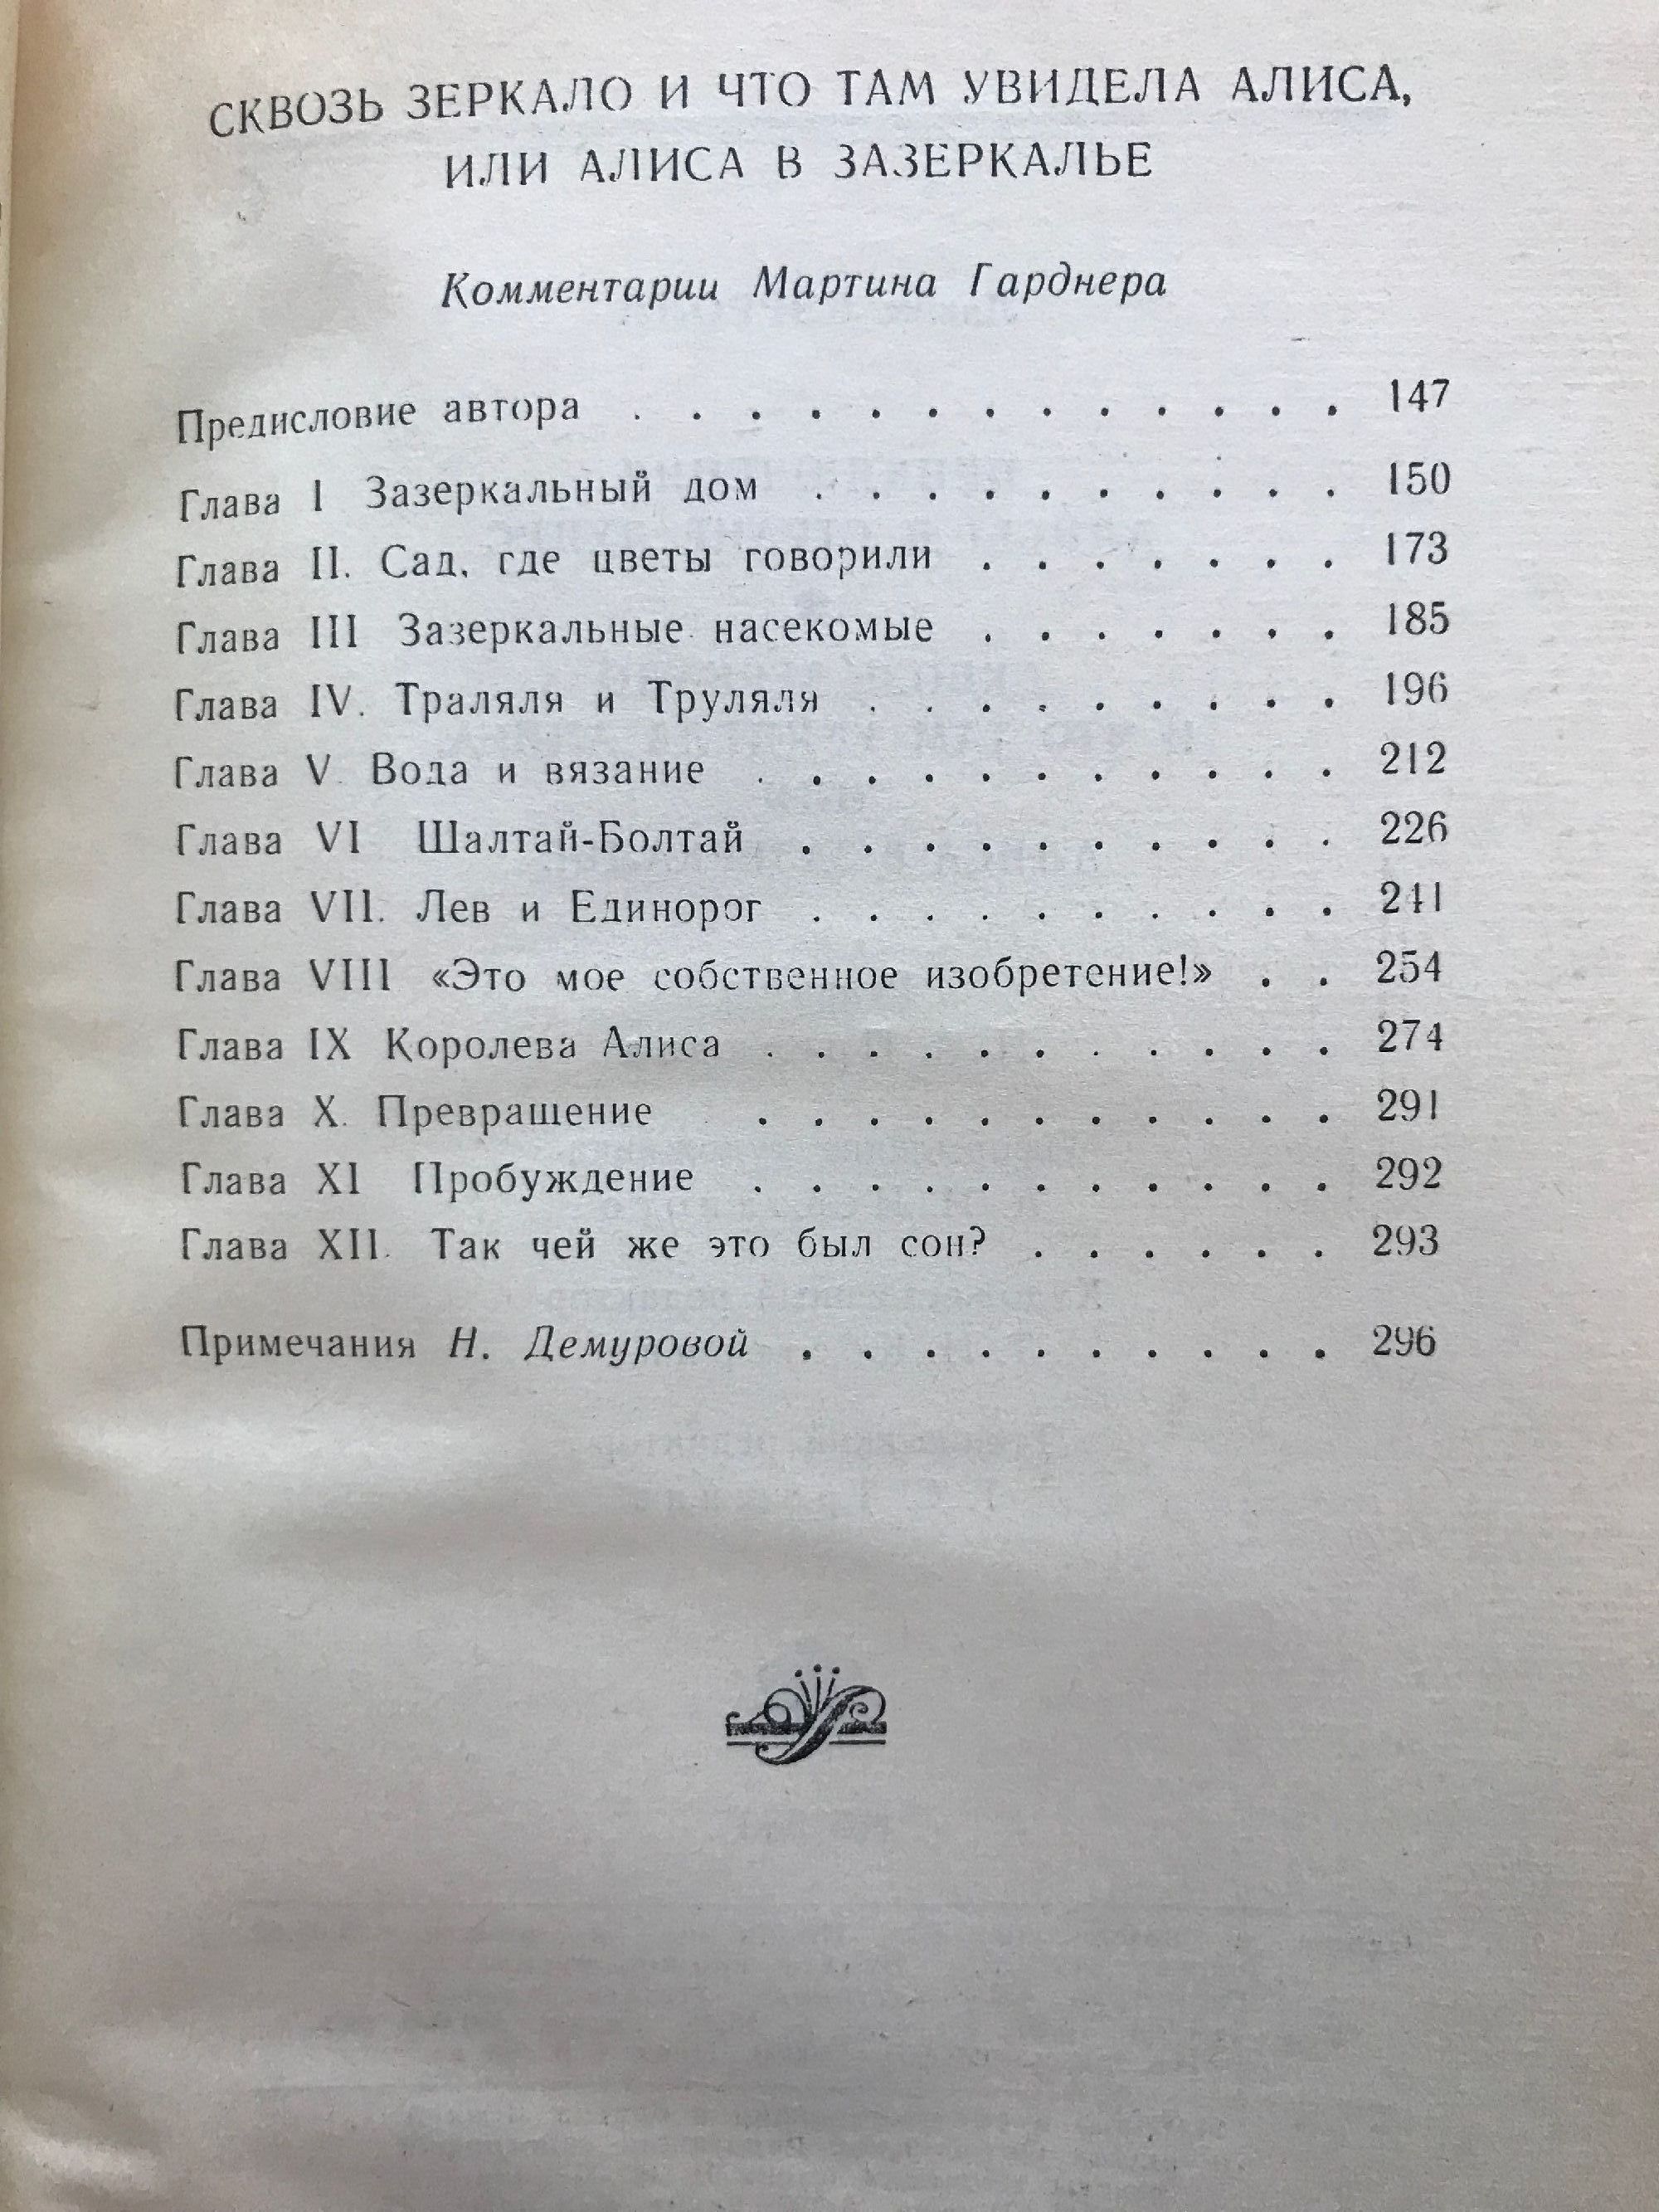 СКВОЗЬ ЗЕРКАЛО И ЧТО ТАМ УВИДЕЛА АЛИСА,
ИЛИ АЛИСА В ЗАЗЕРКАЛЬЕ
Комментарии Мартина Гарднера
Предисловие автора . . . . . . . . . . . . . 147
Глава I Зазеркальный дом . . . . . . . . . . 150
Глава II. Сад, где цветы говорили . . . . . . . 173
Глава III Зазеркальные насекомые . . . . . . . 185
Глава IV. Траляля и Труляля . . . . . . . . . 196
Глава V. Вода и вязание . . . . . . . . . . . 212
Глава VI Шалтай-Болтай . . . . . . . . . . 226
Глава VII. Лев и Единорог . . . . . . . . . . 241
Глава VIII «Это мое собственное изобретение!» . . 254
Глава IX Королева Алиса . . . . . . . . . . . 274
Глава X. Превращение . . . . . . . . . . . 291
Глава XI Пробуждение . . . . . . . . . . . 292
Глава XII. Так чей же это был сон? . . . . . . 293
Примечания Н. Демуровой . . . . . . . . . . 296